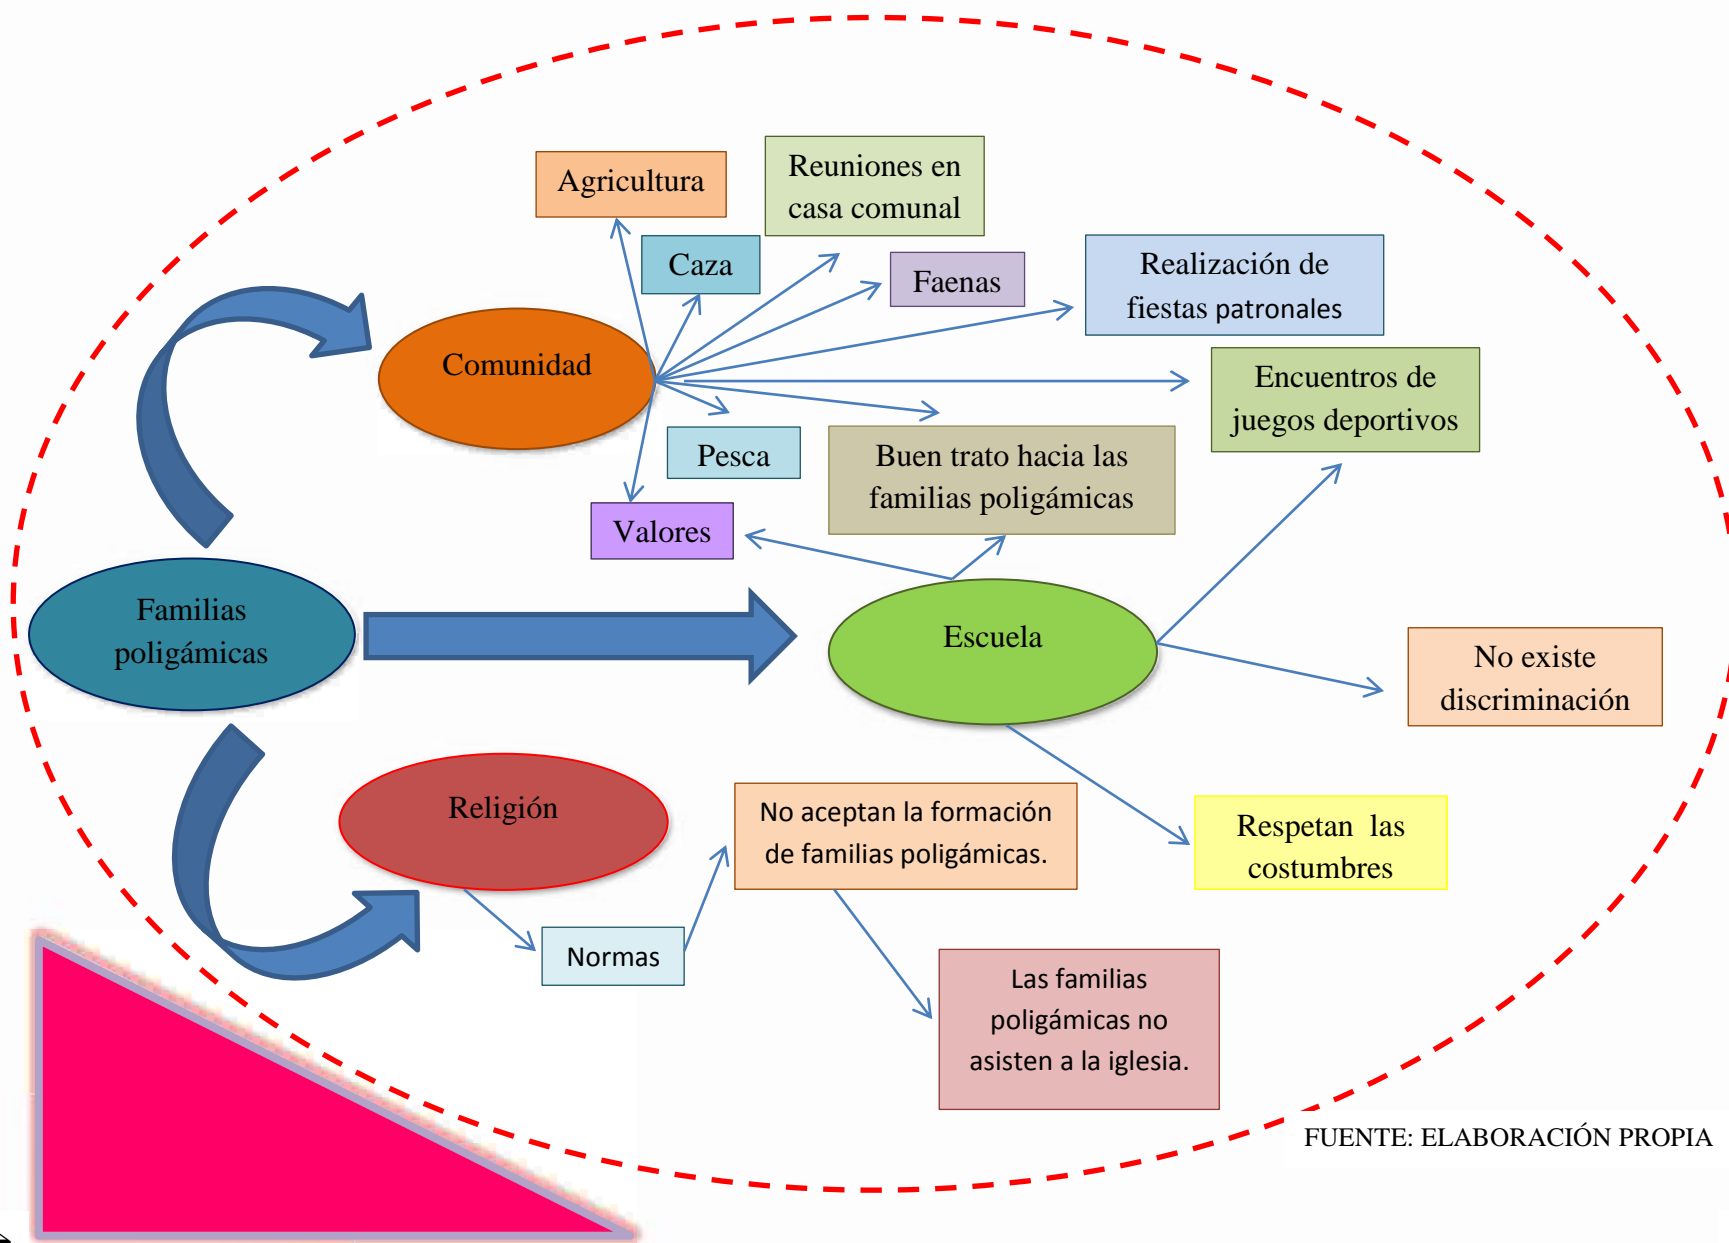 Agricultura
Reuniones en
casa comunal
Caza
Faenas
Realización de
fiestas patronales
Comunidad
Encuentros de
juegos deportivos
Pesca
Buen trato hacia las
familias poligámicas
Valores
Familias
poligámicas
Escuela
No existe
discriminación
Religión
No aceptan la formación
de familias poligámicas.
Respetan las
costumbres
Normas
Las familias
poligámicas no
asisten a la iglesia.
FUENTE: ELABORACIÓN PROPIA